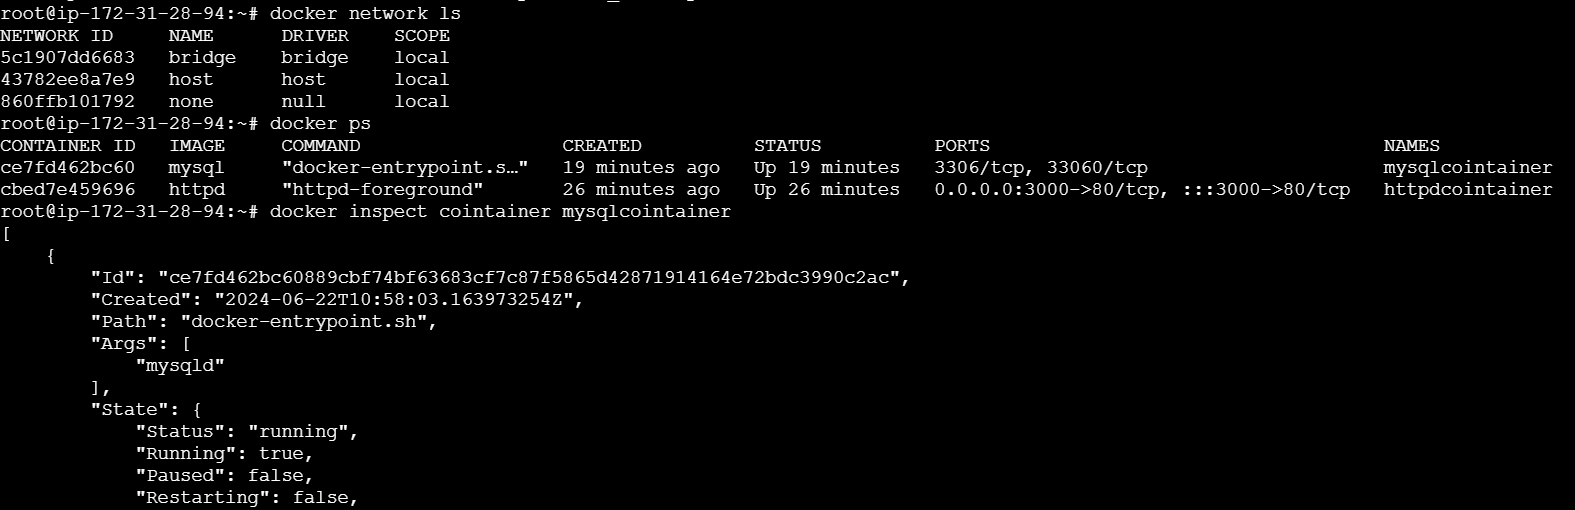 root@ip-172-31-28-94:~# docker network ls
NETWORK ID     NAME      DRIVER    SCOPE
5c1907dd6683   bridge    bridge    local
43782ee8a7e9   host      host      local
860ffb101792   none      null      local
root@ip-172-31-28-94:~# docker ps
CONTAINER ID   IMAGE     COMMAND                  CREATED          STATUS          PORTS                                   NAMES
ce7fd462bc60   mysql     "docker-entrypoint.s…"   19 minutes ago   Up 19 minutes   3306/tcp, 33060/tcp                     mysqlcointainer
cbed7e459696   httpd     "httpd-foreground"       26 minutes ago   Up 26 minutes   0.0.0.0:3000->80/tcp, :::3000->80/tcp   httpdcointainer
root@ip-172-31-28-94:~# docker inspect cointainer mysqlcointainer
[
    {
        "Id": "ce7fd462bc60889cbf74bf63683cf7c87f5865d42871914164e72bdc3990c2ac",
        "Created": "2024-06-22T10:58:03.163973254Z",
        "Path": "docker-entrypoint.sh",
        "Args": [
            "mysqld"
        ],
        "State": {
            "Status": "running",
            "Running": true,
            "Paused": false,
            "Restarting": false,